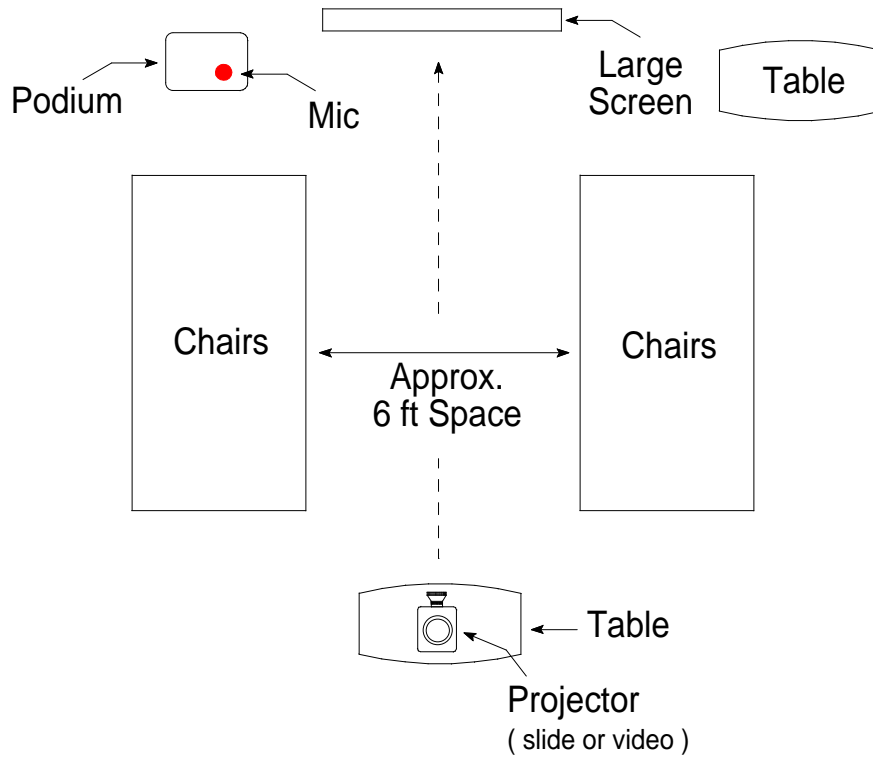 Podium
Mic
Large
Screen
Table
Chairs
Approx.
6 ft Space
Chairs
Table
Projector
( slide or video )